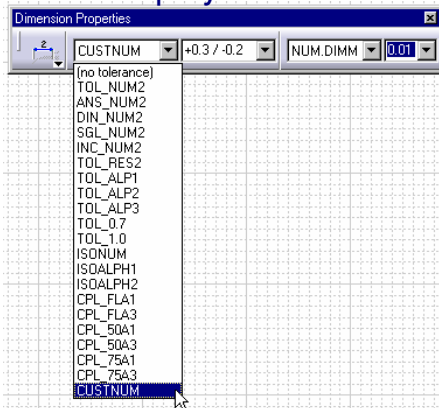 Dimension Properties
CUSTNUM +0.3 / -0.2 NUM.DIMM 0.01
(no tolerance)
TOL_NUM2
ANS_NUM2
DIN_NUM2
SGL_NUM2
INC_NUM2
TOL_RES2
TOL_ALP1
TOL_ALP2
TOL_ALP3
TOL_0.7
TOL_1.0
ISONUM
ISOALPH1
ISOALPH2
CPL_FLA1
CPL_FLA3
CPL_50A1
CPL_50A3
CPL_75A1
CPL_75A3
CUSTNUM